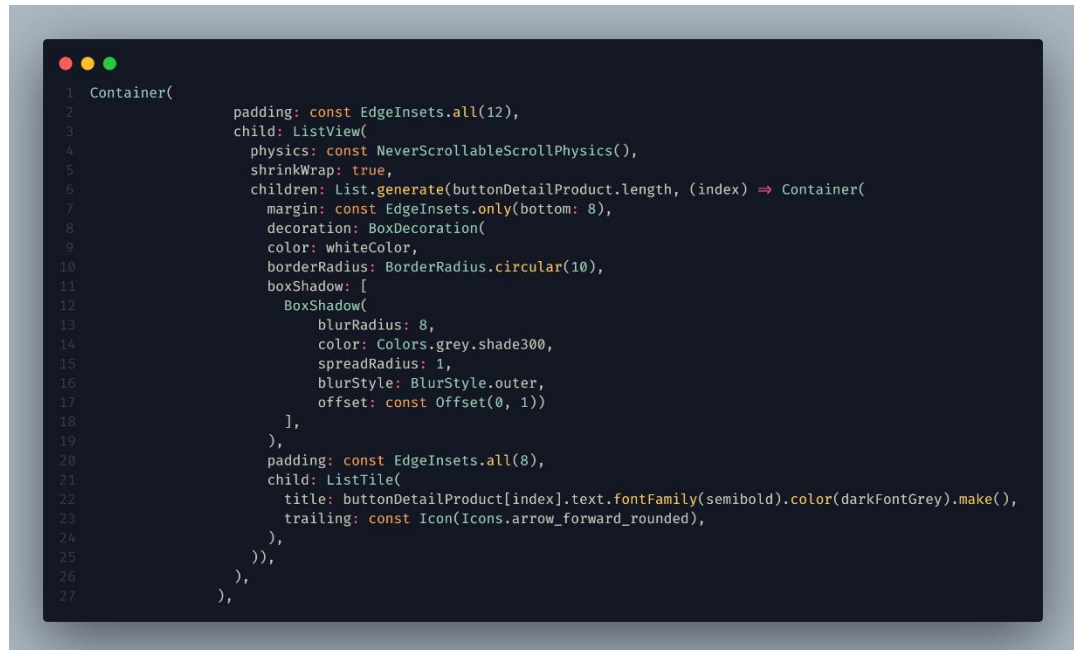 1 Container(
2 padding: const EdgeInsets.all(12),
3 child: ListView(
4 physics: const NeverScrollableScrollPhysics(),
5 shrinkWrap: true,
6 children: List.generate(buttonDetailProduct.length, (index) => Container(
7 margin: const EdgeInsets.only(bottom: 8),
8 decoration: BoxDecoration(
9 color: whiteColor,
10 borderRadius: BorderRadius.circular(10),
11 boxShadow: [
12 BoxShadow(
13 blurRadius: 8,
14 color: Colors.grey.shade300,
15 spreadRadius: 1,
16 blurStyle: BlurStyle.outer,
17 offset: const Offset(0, 1))
18 ],
19 ),
20 padding: const EdgeInsets.all(8),
21 child: ListTile(
22 title: buttonDetailProduct[index].text.fontFamily(semibold).color(darkFontGrey).make(),
23 trailing: const Icon(Icons.arrow_forward_rounded),
24 ),
25 )),
26 ),
27 ),